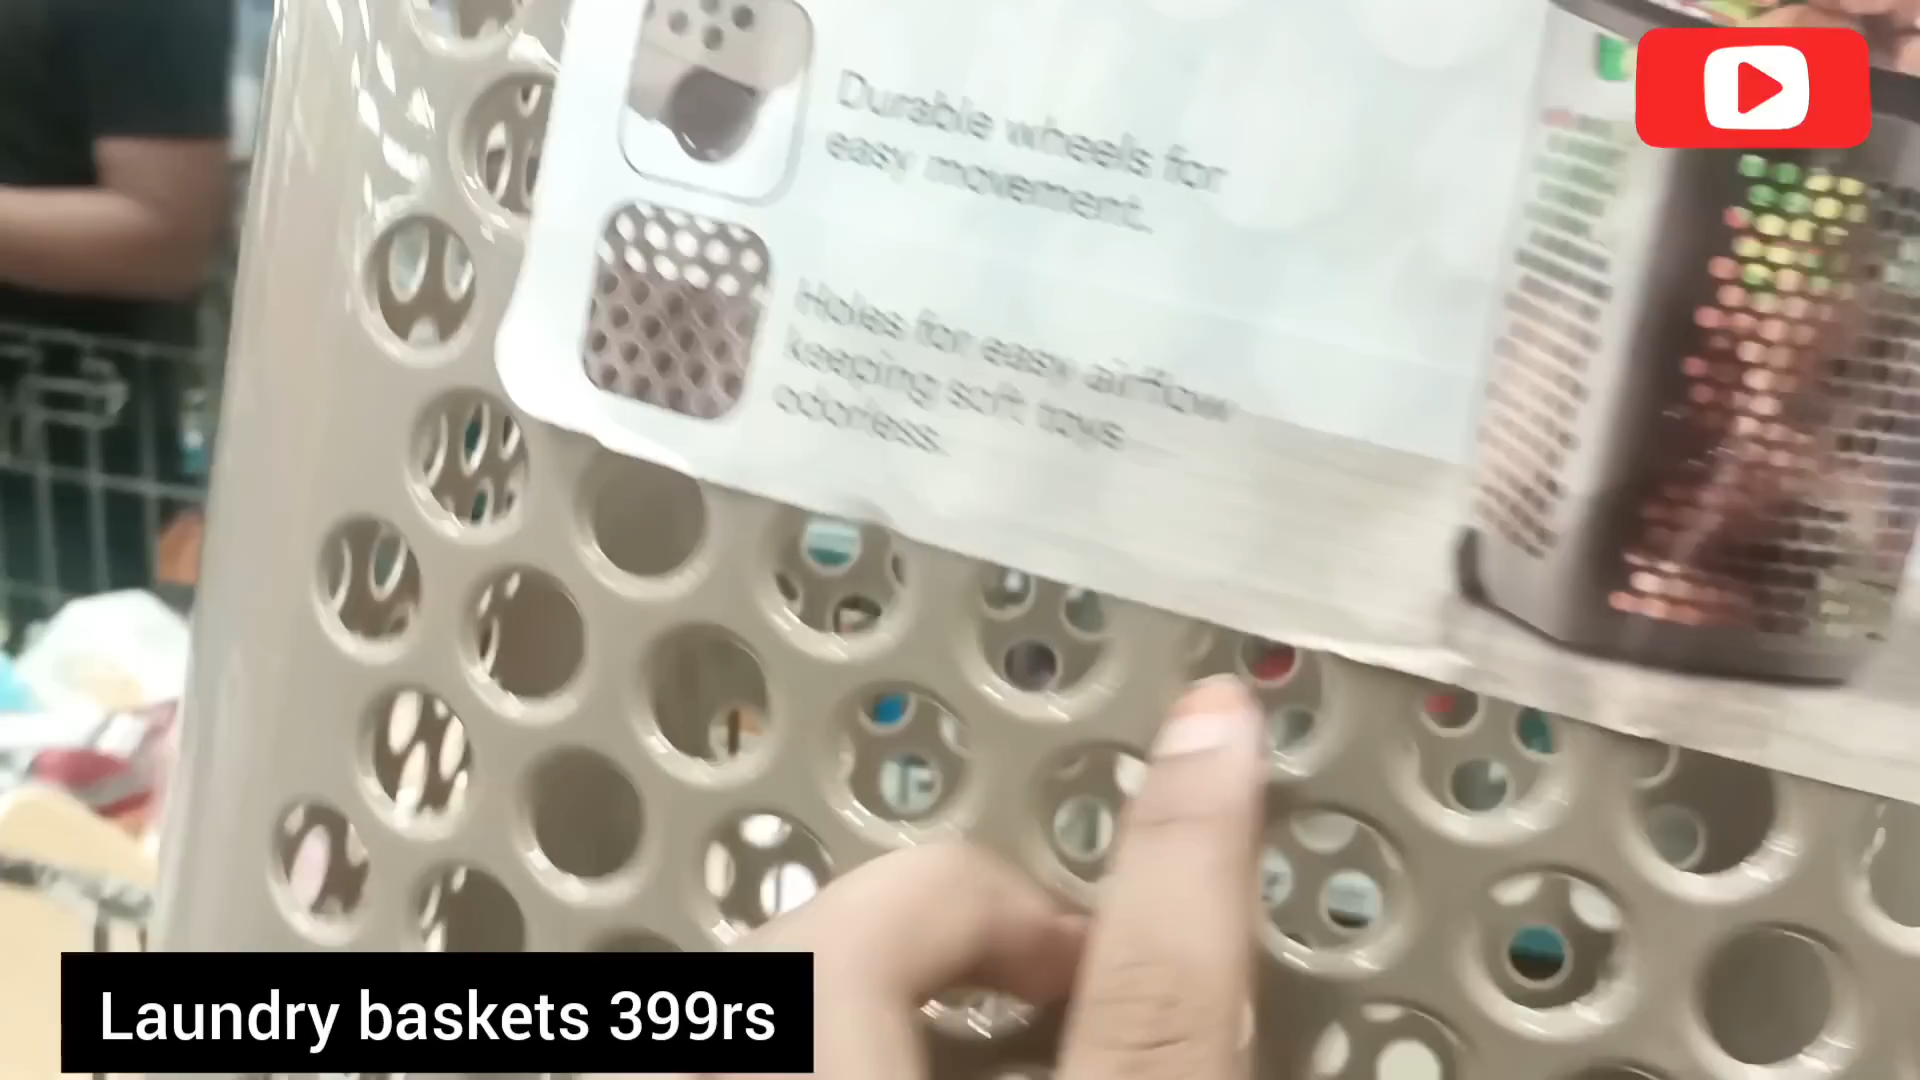 Durable wheels for
easy movement.
Holes for easy airflow
keeping soft toys
odorless.
Laundry baskets 399rs